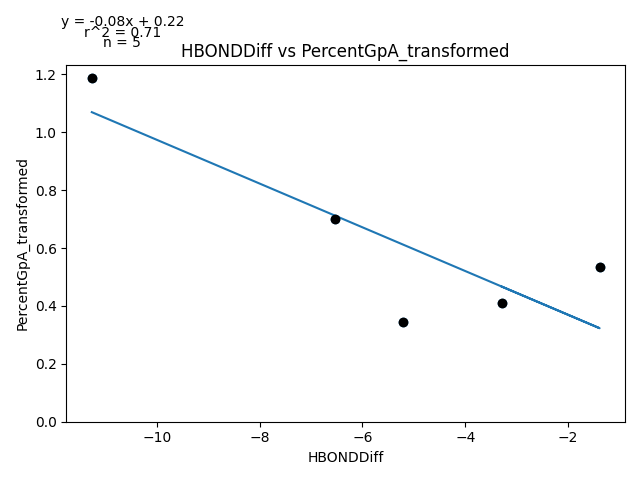 y = -0.08x + 0.22
r^2 = 0.71
n = 5
HBONDDiff vs PercentGpA_transformed
PercentGpA_transformed
1.2
1.0
0.8
0.6
0.4
0.2
0.0
−10
−8
−6
−4
−2
HBONDDiff